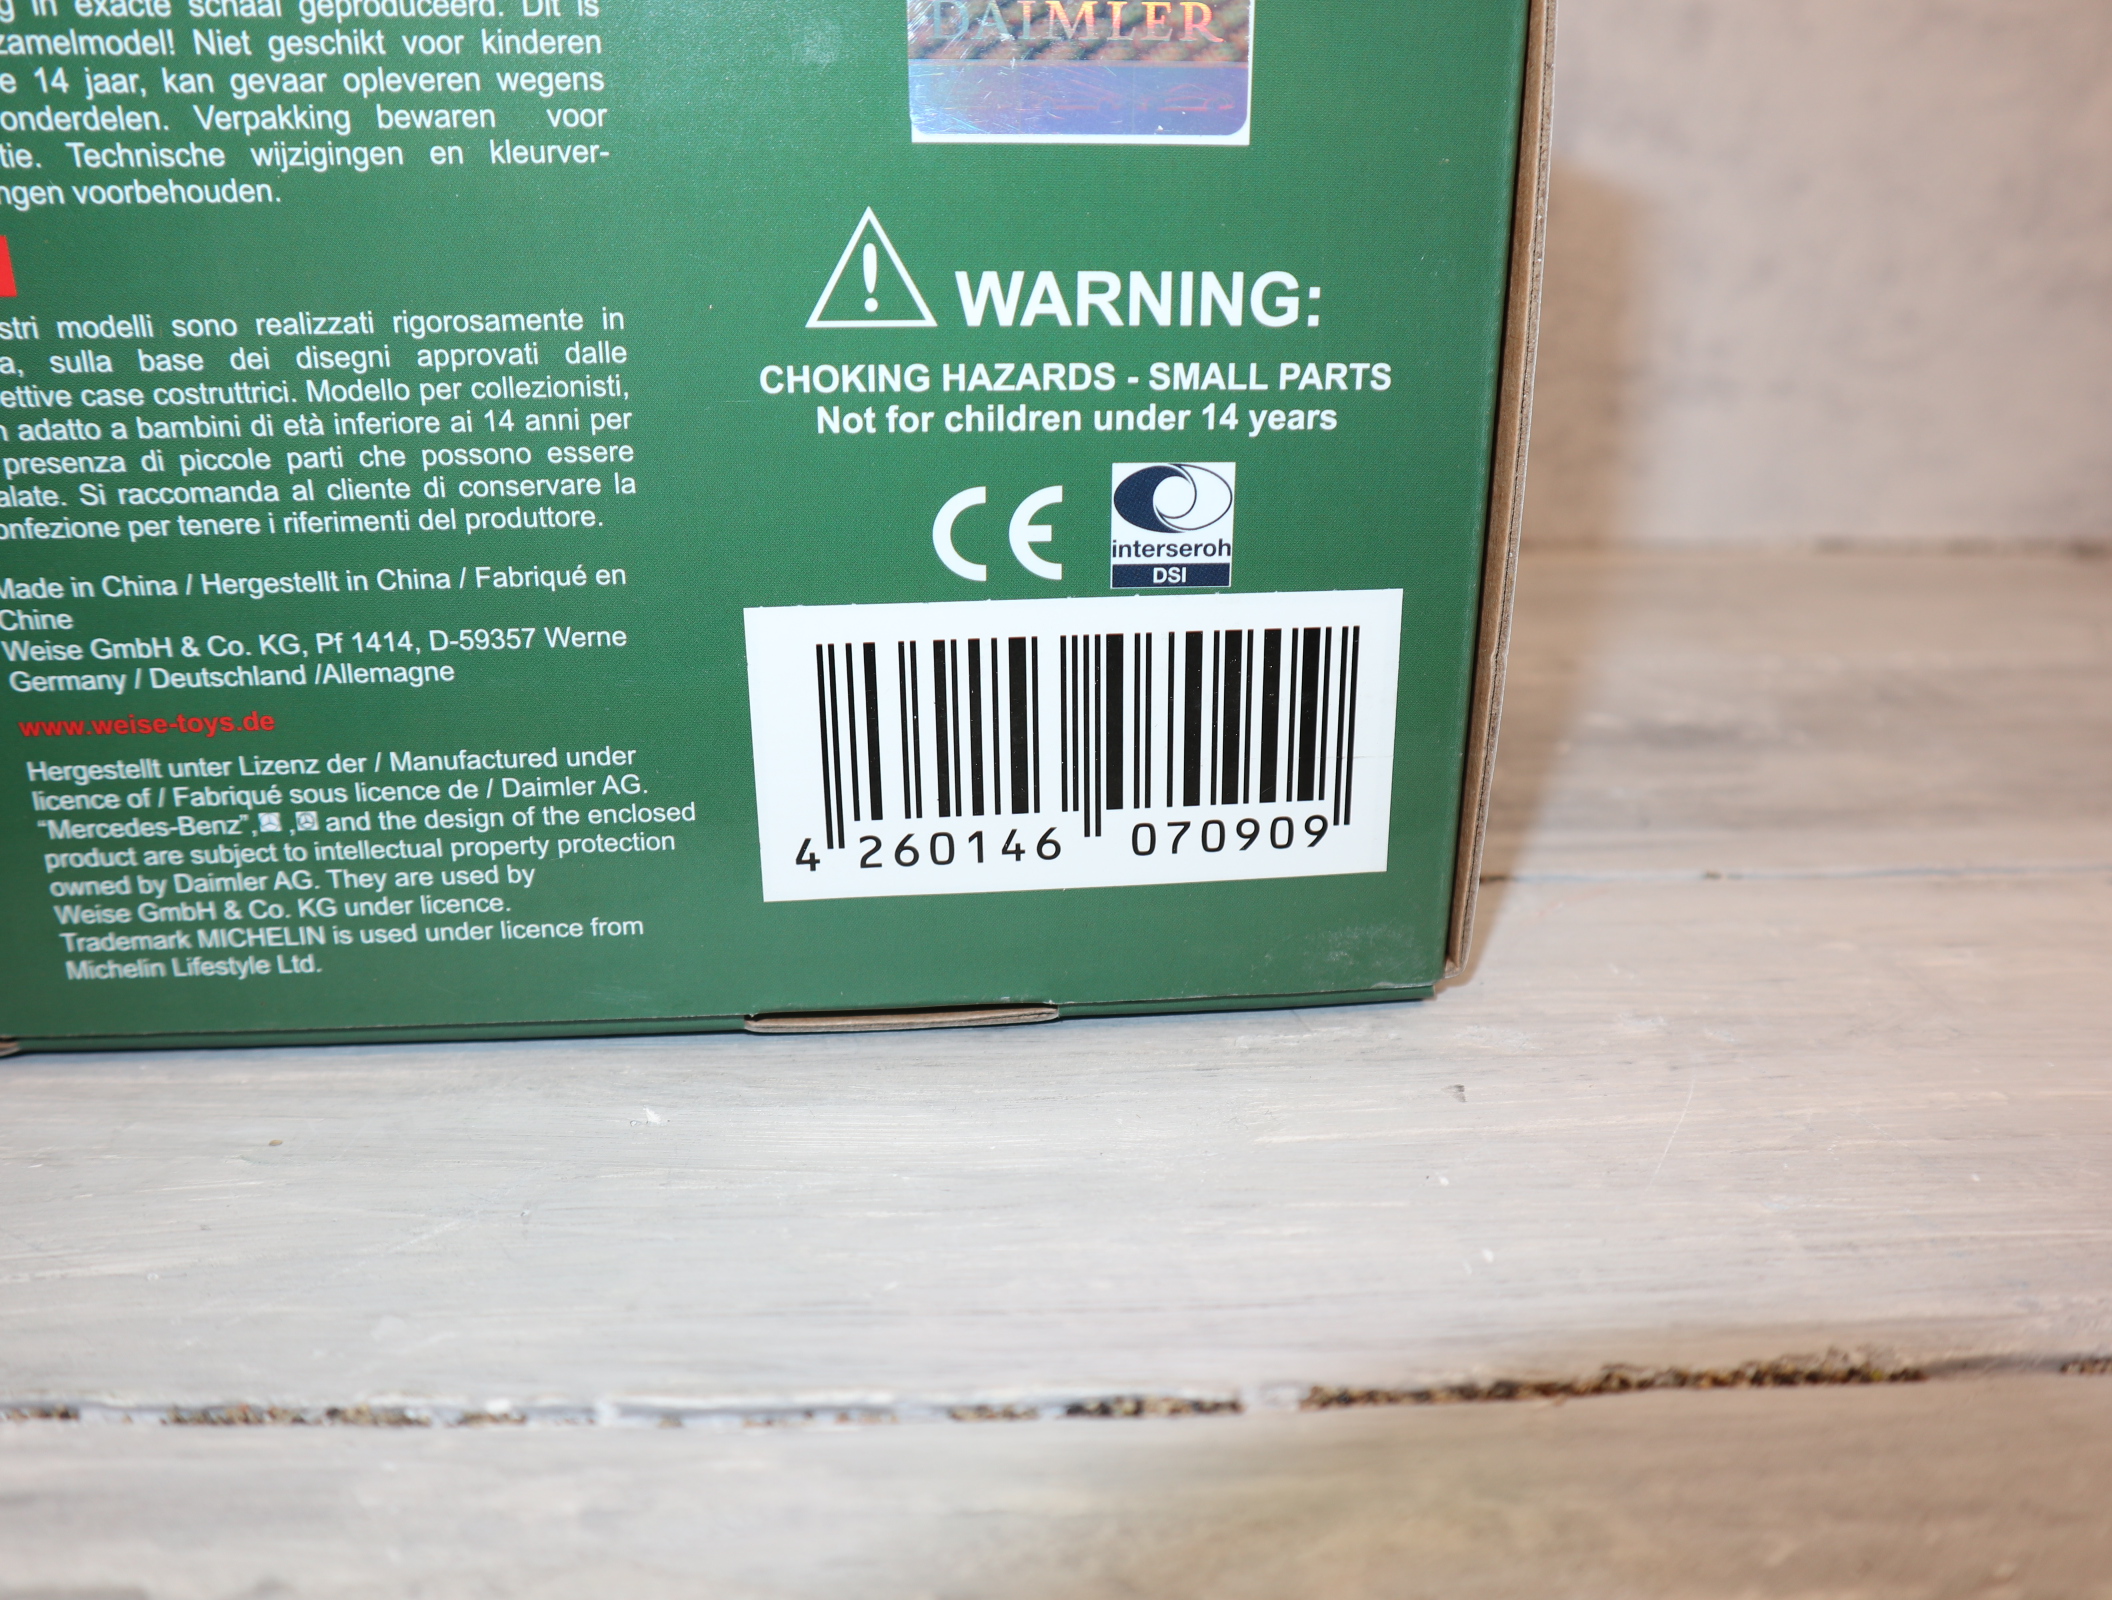 in exacte schaal geproduceerd. Dit is
zamelmodel! Niet geschikt voor kinderen
e 14 jaar, kan gevaar opleveren wegens
onderdelen. Verpakking bewaren voor
tie. Technische wijzigingen en kleurver-
ngen voorbehouden.
stri modelli sono realizzati rigorosamente in
a, sulla base dei disegni approvati dalle
ettive case costruttrici. Modello per collezionisti,
n adatto a bambini di età inferiore ai 14 anni per
presenza di piccole parti che possono essere
alate. Si raccomanda al cliente di conservare la
onfezione per tenere i riferimenti del produttore.
Made in China / Hergestellt in China / Fabriqué en
Chine
Weise GmbH & Co. KG, Pf 1414, D-59357 Werne
Germany / Deutschland /Allemagne
www.weise-toys.de
Hergestellt unter Lizenz der / Manufactured under
licence of / Fabriqué sous licence de / Daimler AG.
“Mercedes-Benz”, , and the design of the enclosed
product are subject to intellectual property protection
owned by Daimler AG. They are used by
Weise GmbH & Co. KG under licence.
Trademark MICHELIN is used under licence from
Michelin Lifestyle Ltd.
DAIMLER
WARNING:
CHOKING HAZARDS - SMALL PARTS
Not for children under 14 years
CE
interseroh
DSI
4 260146 070909